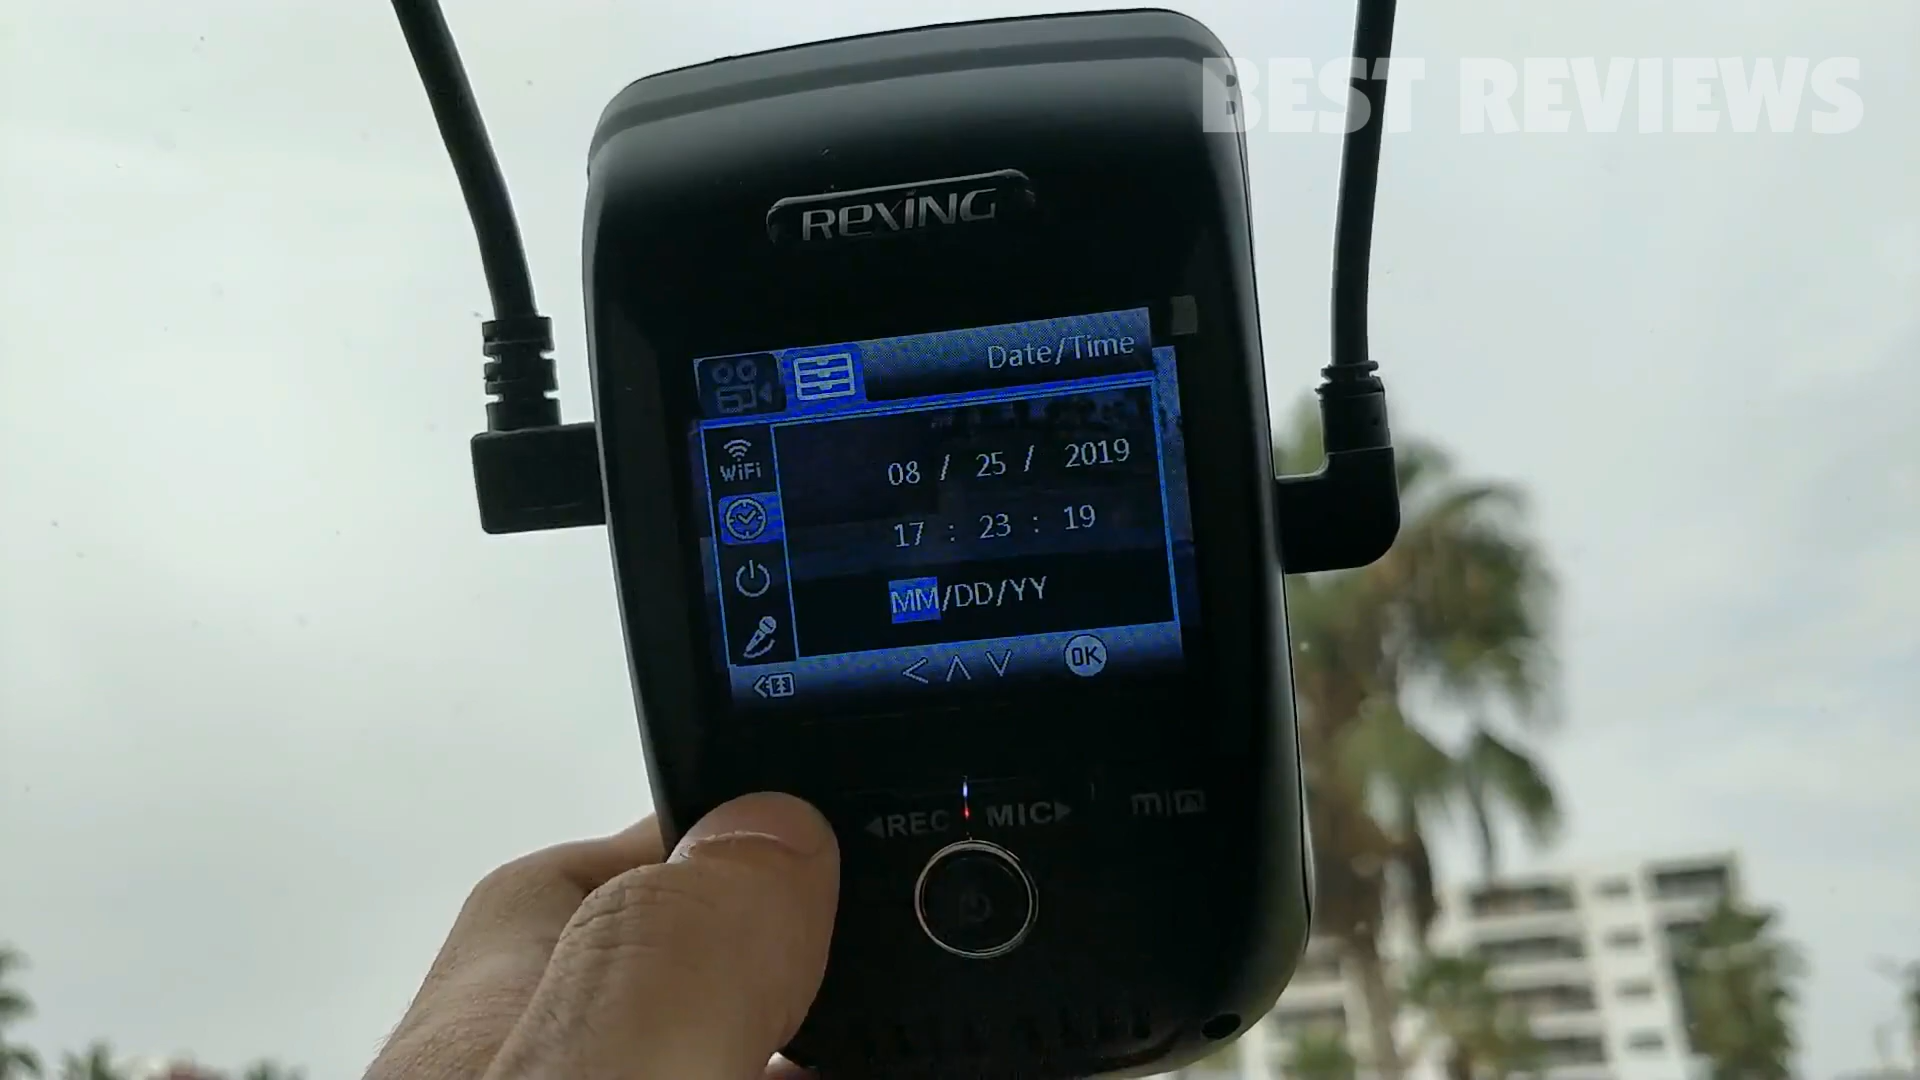 BEST REVIEWS
REXING
Date/Time
WiFi
08 / 25 / 2019
17 : 23 : 19
MM/DD/YY
< ∧ ∨ OK
◀REC MIC▶